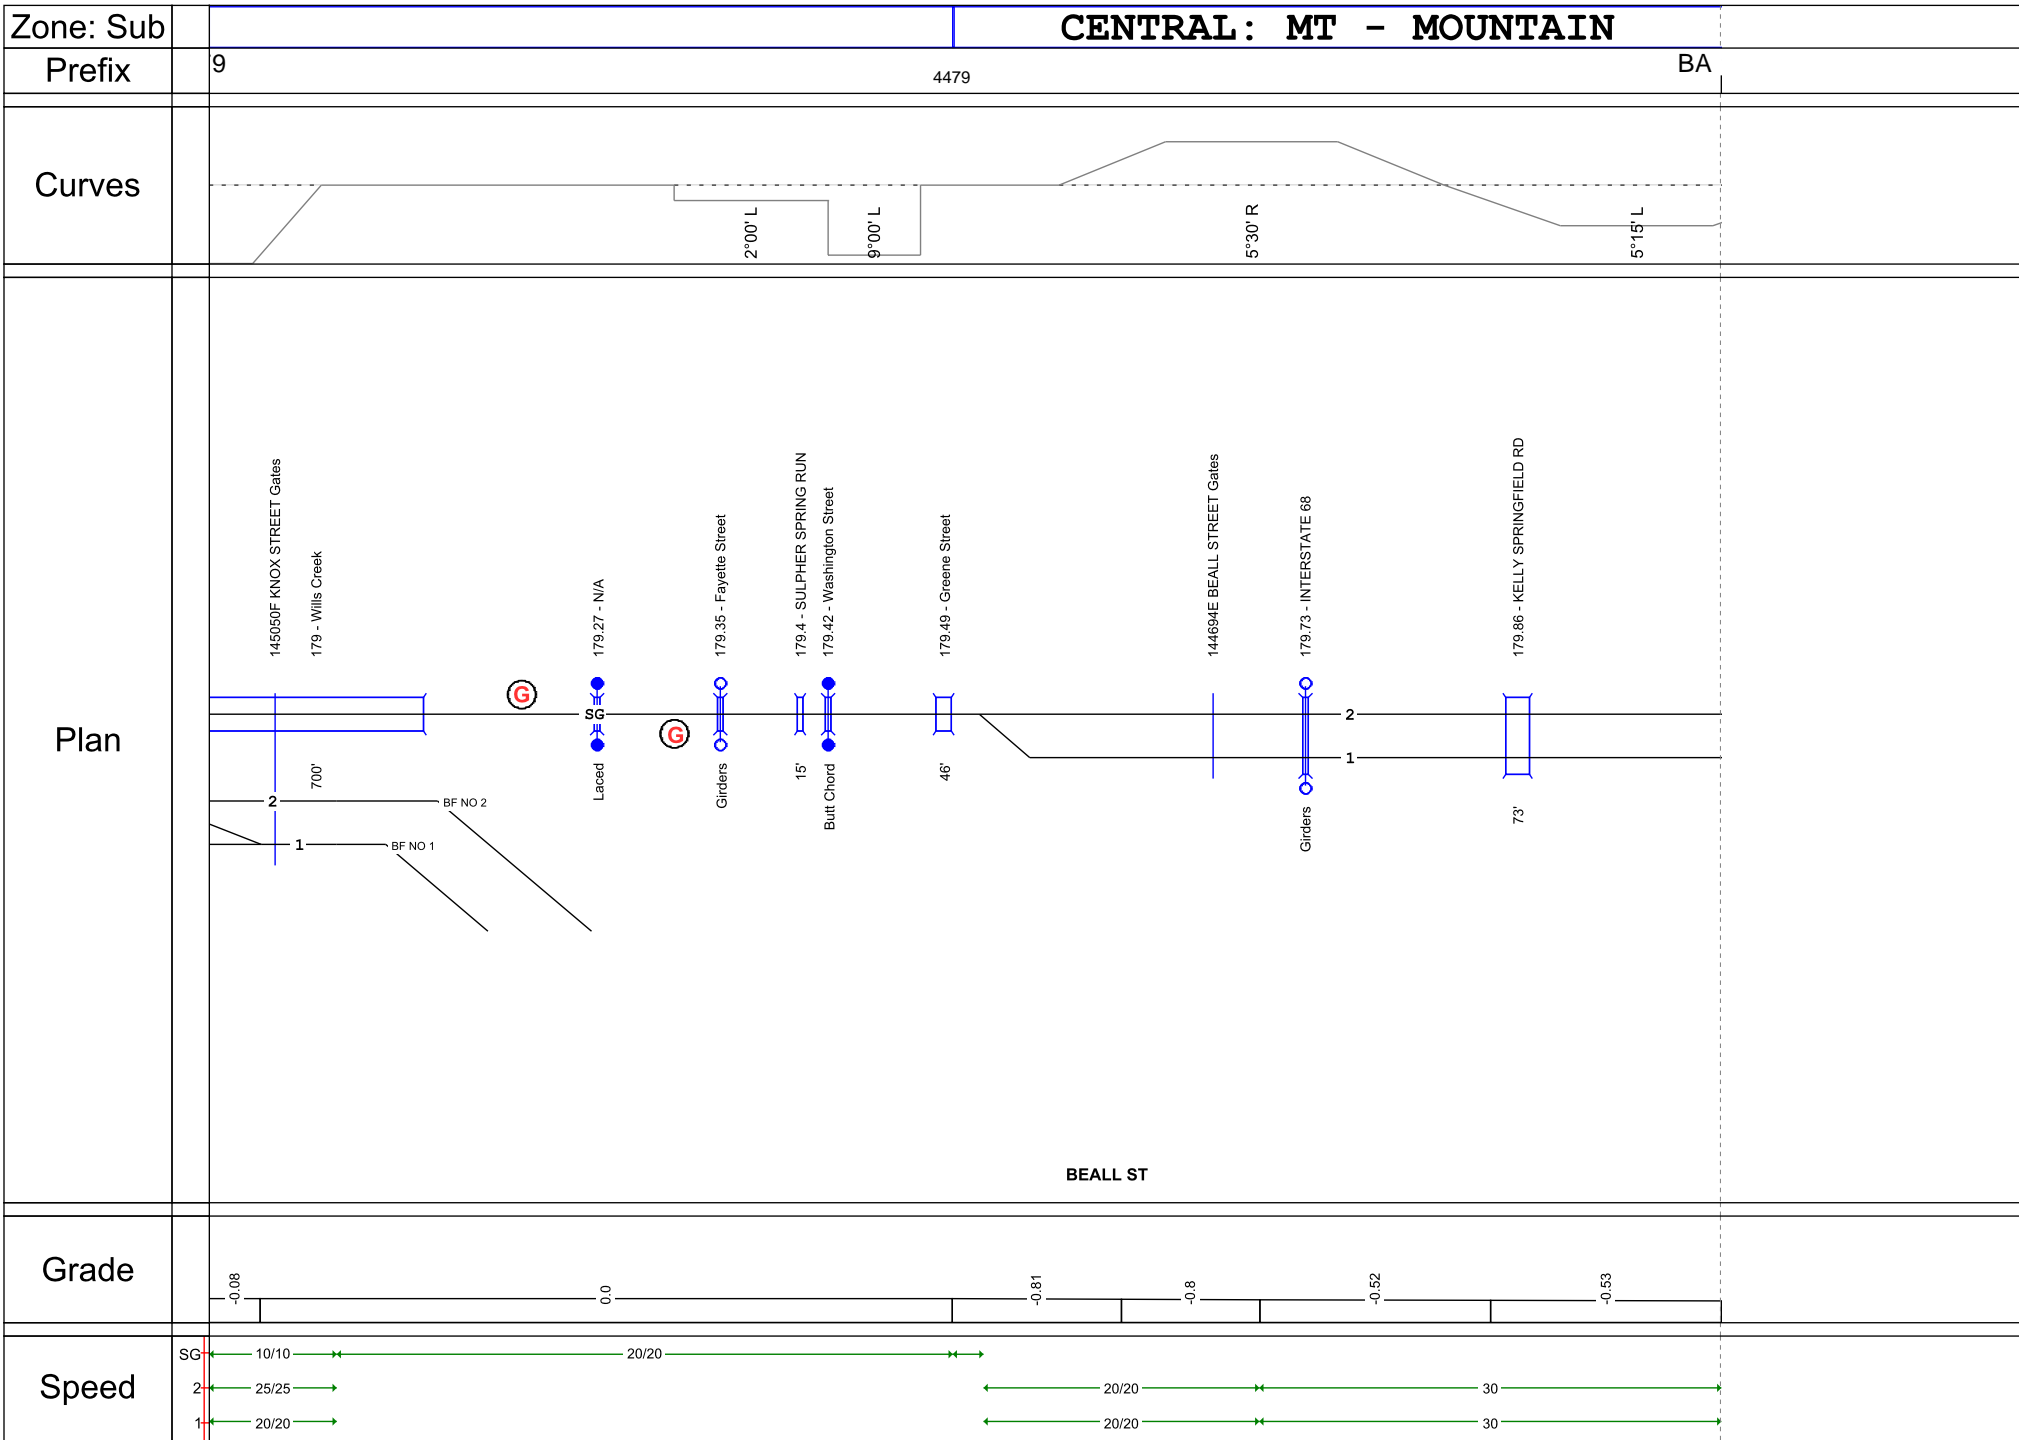 Zone: Sub
CENTRAL: MT - MOUNTAIN
Prefix
9
4479
BA
Curves
2°00' L
9°00' L
5°30' R
5°15' L
Plan
145050F KNOX STREET Gates
179 - Wills Creek
179.27 - N/A
179.35 - Fayette Street
179.4 - SULPHER SPRING RUN
179.42 - Washington Street
179.49 - Greene Street
144694E BEALL STREET Gates
179.73 - INTERSTATE 68
179.86 - KELLY SPRINGFIELD RD
G
SG
G
2
1
700'
Laced
Girders
15'
Butt Chord
46'
Girders
73'
2
BF NO 2
1
BF NO 1
BEALL ST
Grade
-0.08
0.0
-0.81
-0.8
-0.52
-0.53
Speed
SG
10/10
20/20
2
25/25
20/20
30
1
20/20
20/20
30